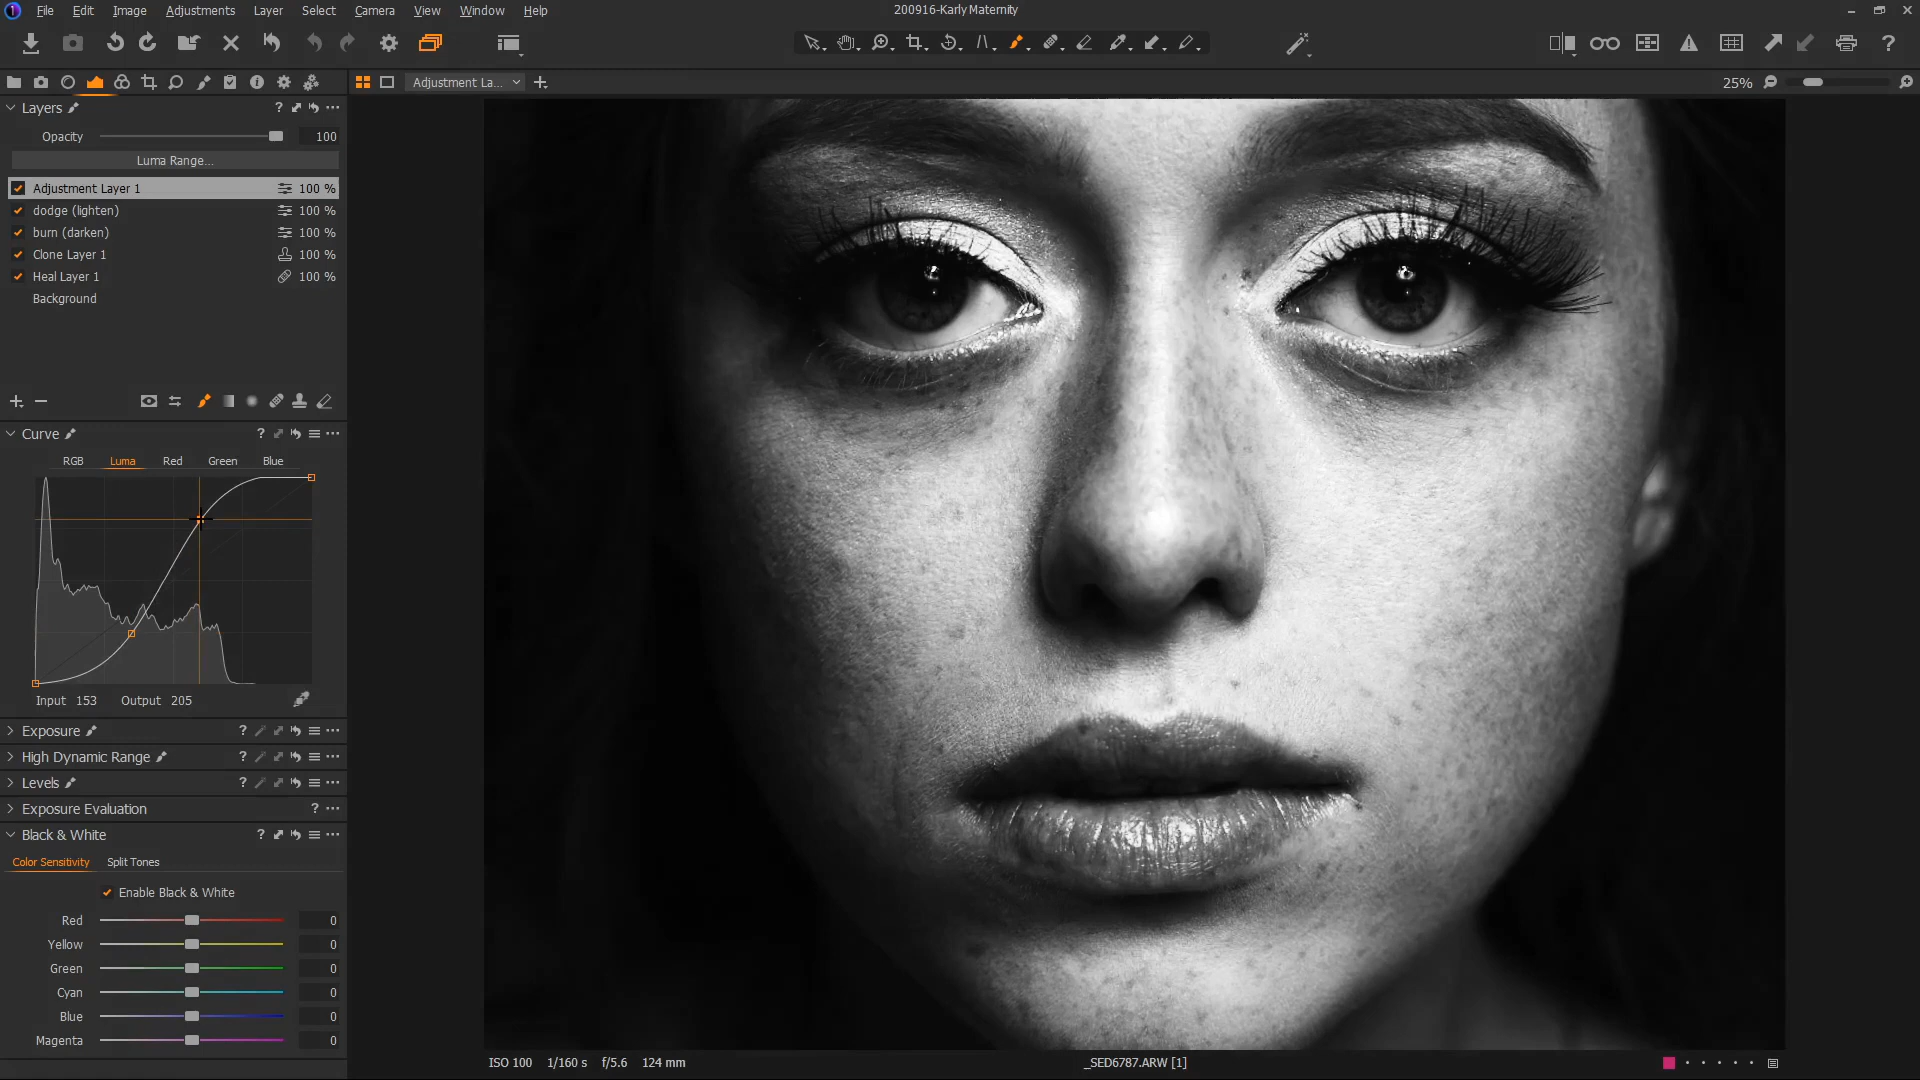 File Edit Image Adjustments Layer Select Camera View Window Help
200916-Karly Maternity
Adjustment La...
25%
Layers
Opacity 100
Luma Range...
Adjustment Layer 1 100 %
dodge (lighten) 100 %
burn (darken) 100 %
Clone Layer 1 100 %
Heal Layer 1 100 %
Background
Curve
RGB Luma Red Green Blue
Input 153 Output 205
Exposure
High Dynamic Range
Levels
Exposure Evaluation
Black & White
Color Sensitivity Split Tones
Enable Black & White
Red 0
Yellow 0
Green 0
Cyan 0
Blue 0
Magenta 0
ISO 100 1/160 s f/5.6 124 mm
_SED6787.ARW [1]